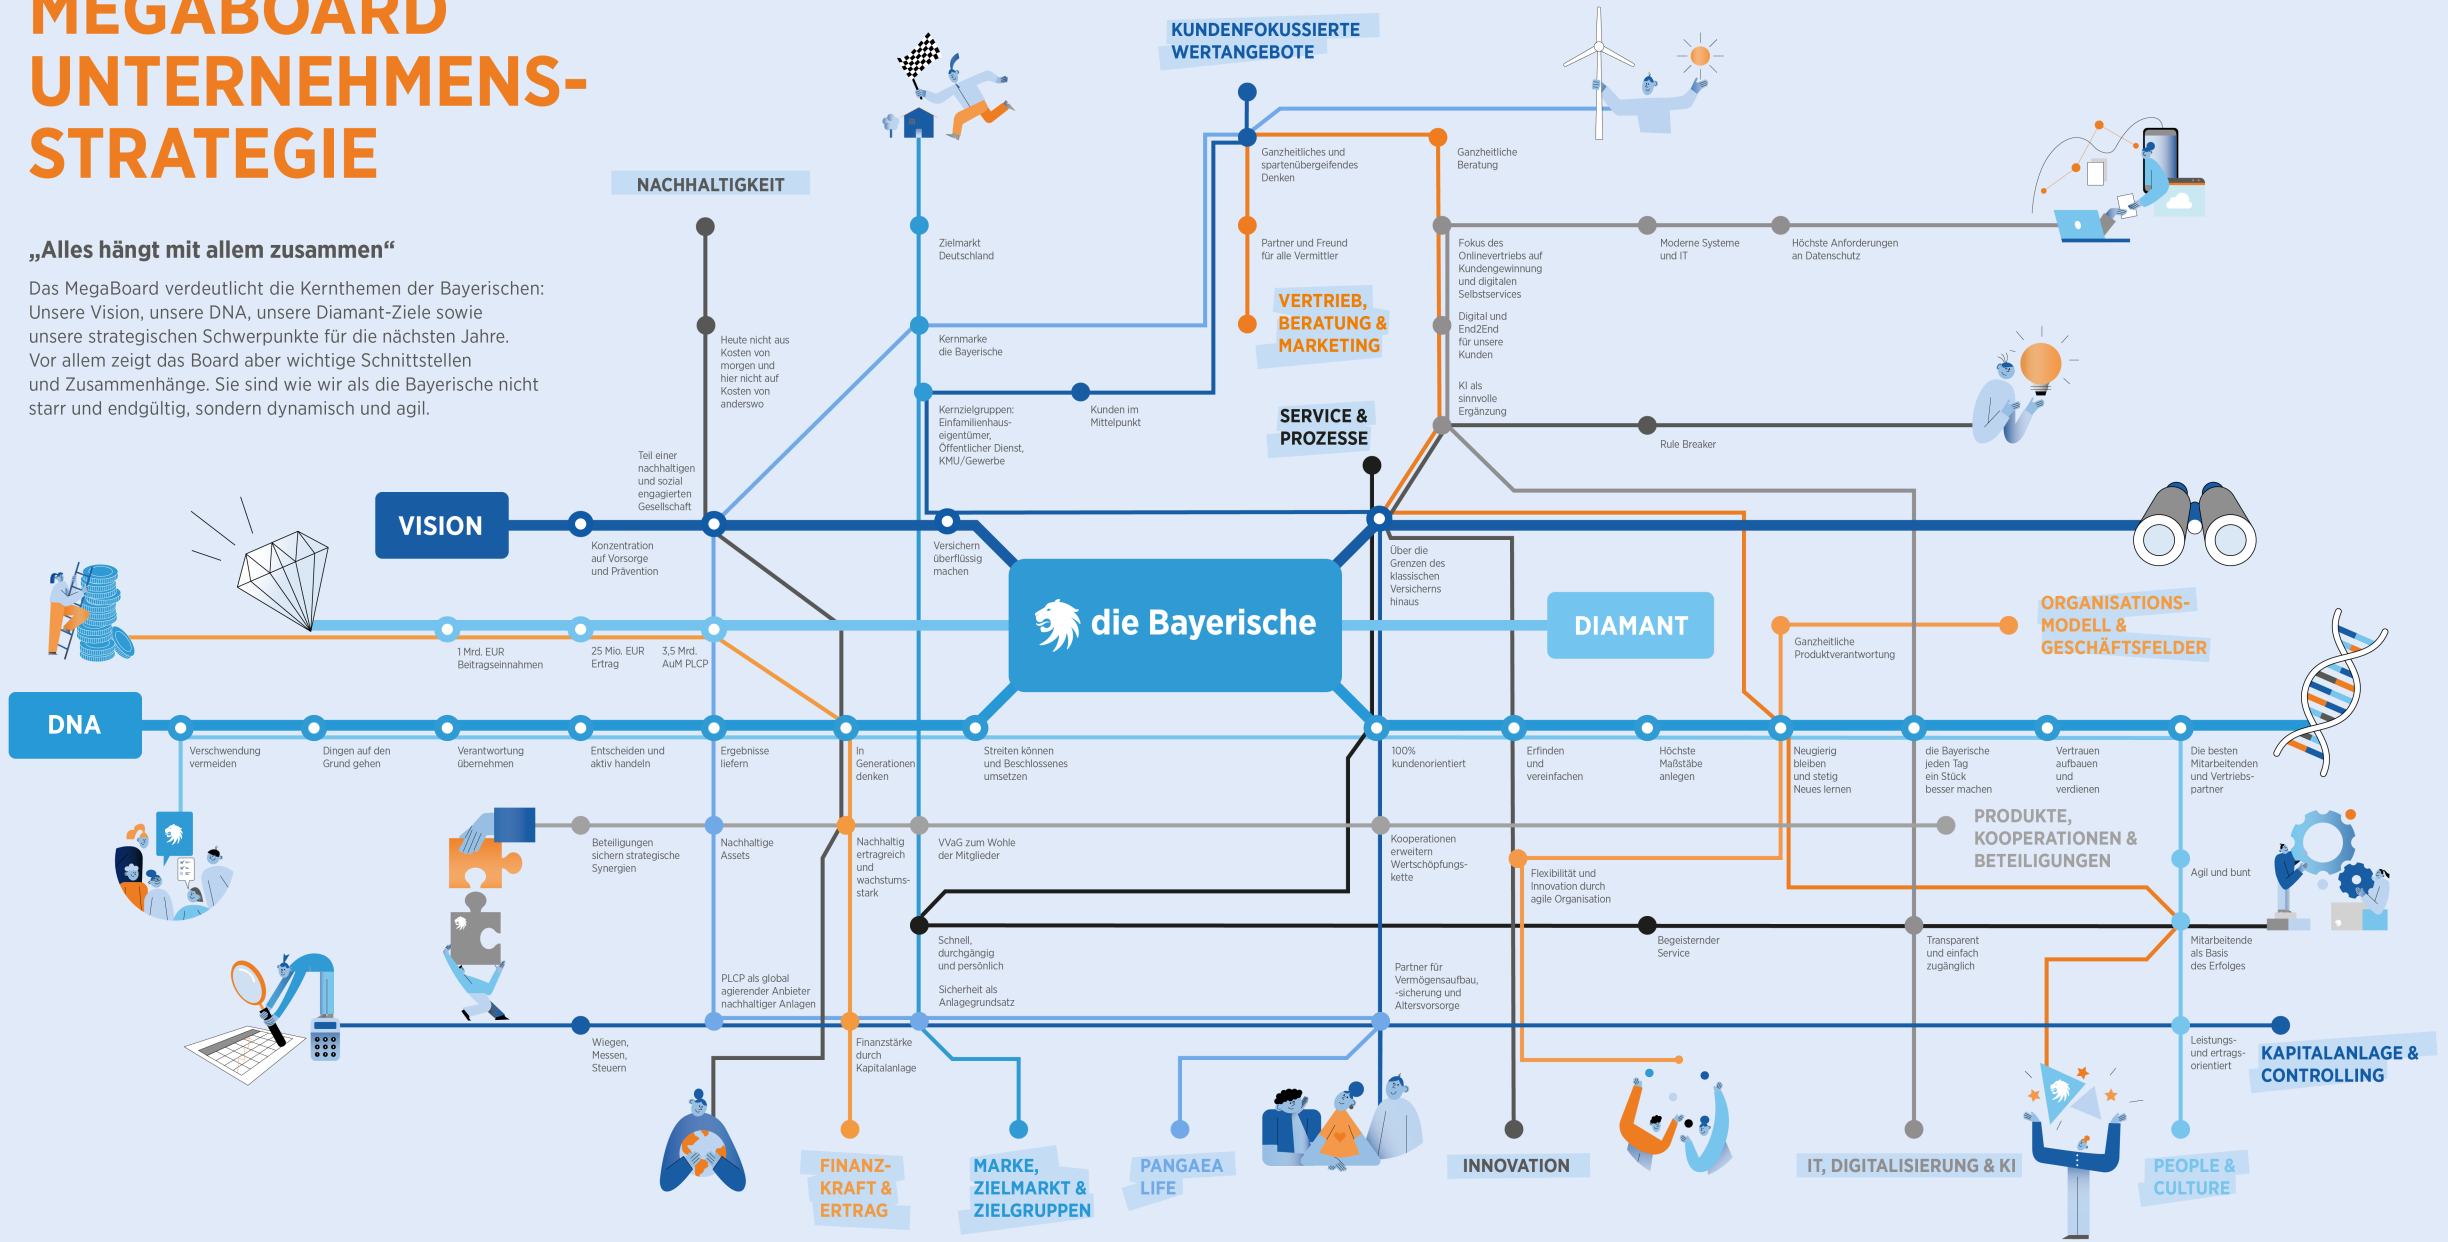 MEGABOARD
UNTERNEHMENS-
STRATEGIE
„Alles hängt mit allem zusammen“
Das MegaBoard verdeutlicht die Kernthemen der Bayerischen:
Unsere Vision, unsere DNA, unsere Diamant-Ziele sowie
unsere strategischen Schwerpunkte für die nächsten Jahre.
Vor allem zeigt das Board aber wichtige Schnittstellen
und Zusammenhänge. Sie sind wie wir als die Bayerische nicht
starr und endgültig, sondern dynamisch und agil.
KUNDENFOKUSSIERTE
WERTANGEBOTE
Ganzheitliches und
spartenübergeifendes
Denken
Ganzheitliche
Beratung
NACHHALTIGKEIT
Zielmarkt
Deutschland
Partner und Freund
für alle Vermittler
Fokus des
Onlinevertriebs auf
Kundengewinnung
und digitalen
Selbstservices
Moderne Systeme
und IT
Höchste Anforderungen
an Datenschutz
VERTRIEB,
BERATUNG &
MARKETING
Heute nicht aus
Kosten von
morgen und
hier nicht auf
Kosten von
anderswo
Kernmarke
die Bayerische
Digital und
End2End
für unsere
Kunden
Kernzielgruppen:
Einfamilienhaus-
eigentümer,
Öffentlicher Dienst,
KMU/Gewerbe
Kunden im
Mittelpunkt
SERVICE &
PROZESSE
KI als
sinnvolle
Ergänzung
Rule Breaker
Teil einer
nachhaltigen
und sozial
engagierten
Gesellschaft
VISION
Konzentration
auf Vorsorge
und Prävention
Versichern
überflüssig
machen
Über die
Grenzen des
klassischen
Versicherns
hinaus
die Bayerische
DIAMANT
ORGANISATIONS-
MODELL &
GESCHÄFTSFELDER
Ganzheitliche
Produktverantwortung
1 Mrd. EUR
Beitragseinnahmen
25 Mio. EUR
Ertrag
3,5 Mrd.
AuM PLCP
DNA
Verschwendung
vermeiden
Dingen auf den
Grund gehen
Verantwortung
übernehmen
Entscheiden und
aktiv handeln
Ergebnisse
liefern
In
Generationen
denken
Streiten können
und Beschlossenes
umsetzen
100%
kundenorientiert
Erfinden
und
vereinfachen
Höchste
Maßstäbe
anlegen
Neugierig
bleiben
und stetig
Neues lernen
die Bayerische
jeden Tag
ein Stück
besser machen
Vertrauen
aufbauen
und
verdienen
Die besten
Mitarbeitenden
und Vertriebs-
partner
Beteiligungen
sichern strategische
Synergien
Nachhaltige
Assets
Nachhaltig
ertragreich
und
wachstums-
stark
VVaG zum Wohle
der Mitglieder
Kooperationen
erweitern
Wertschöpfungs-
kette
PRODUKTE,
KOOPERATIONEN &
BETEILIGUNGEN
Flexibilität und
Innovation durch
agile Organisation
Agil und bunt
Schnell,
durchgängig
und persönlich
Begeisternder
Service
Transparent
und einfach
zugänglich
Mitarbeitende
als Basis
des Erfolges
PLCP als global
agierender Anbieter
nachhaltiger Anlagen
Sicherheit als
Anlagegrundsatz
Partner für
Vermögensaufbau,
-sicherung und
Altersvorsorge
Wiegen,
Messen,
Steuern
Finanzstärke
durch
Kapitalanlage
Leistungs-
und ertrags-
orientiert
KAPITALANLAGE &
CONTROLLING
FINANZ-
KRAFT &
ERTRAG
MARKE,
ZIELMARKT &
ZIELGRUPPEN
PANGAEA
LIFE
INNOVATION
IT, DIGITALISIERUNG & KI
PEOPLE &
CULTURE